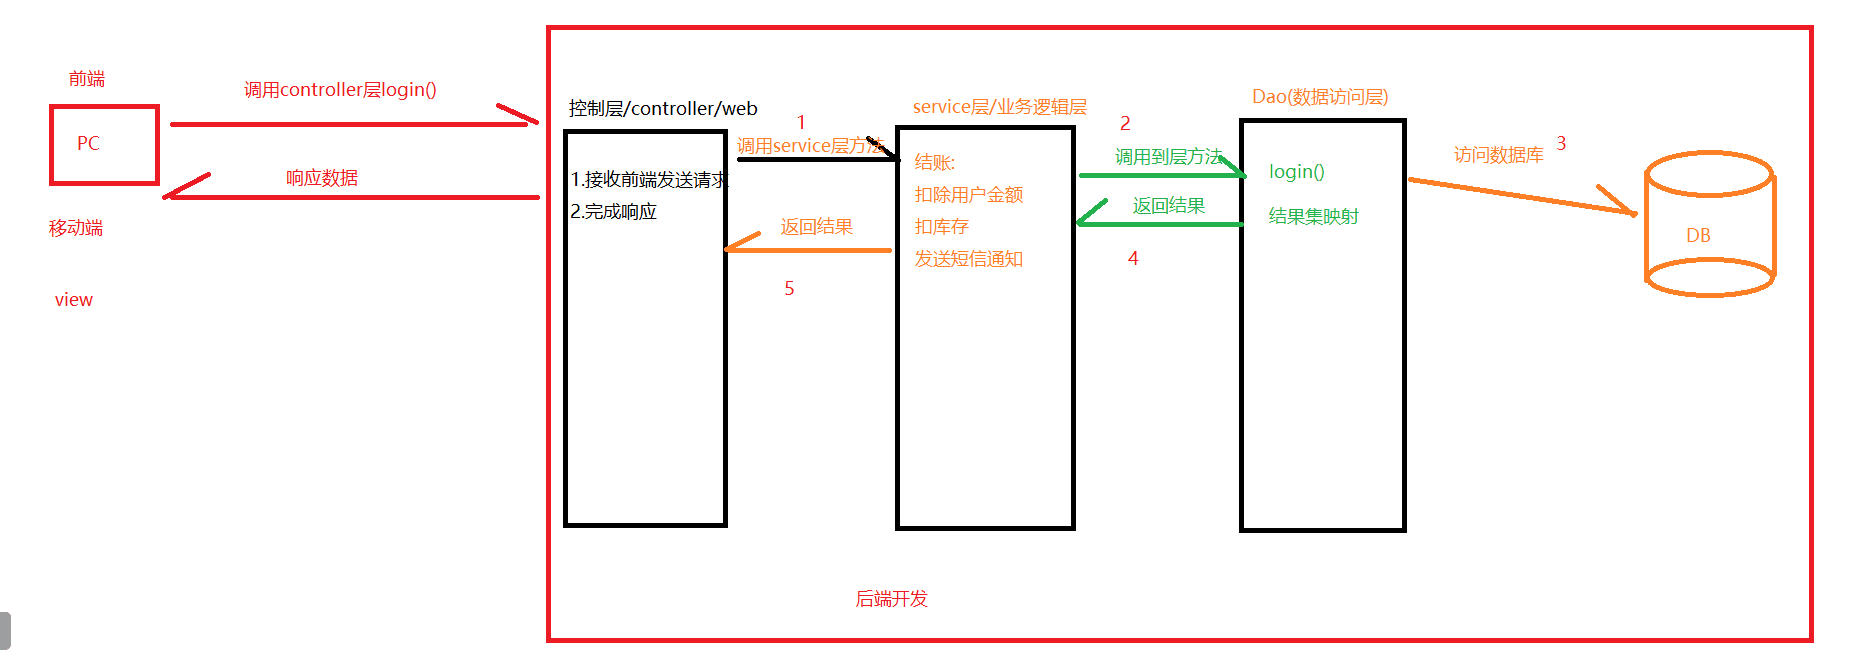 前端
PC
移动端
view
调用controller层login()
响应数据
控制层/controller/web
1.接收前端发送请求
2.完成响应
1
调用service层方法
返回结果
5
service层/业务逻辑层
结账:
扣除用户金额
扣库存
发送短信通知
2
调用到层方法
返回结果
4
Dao(数据访问层)
login()
结果集映射
访问数据库
3
DB
后端开发